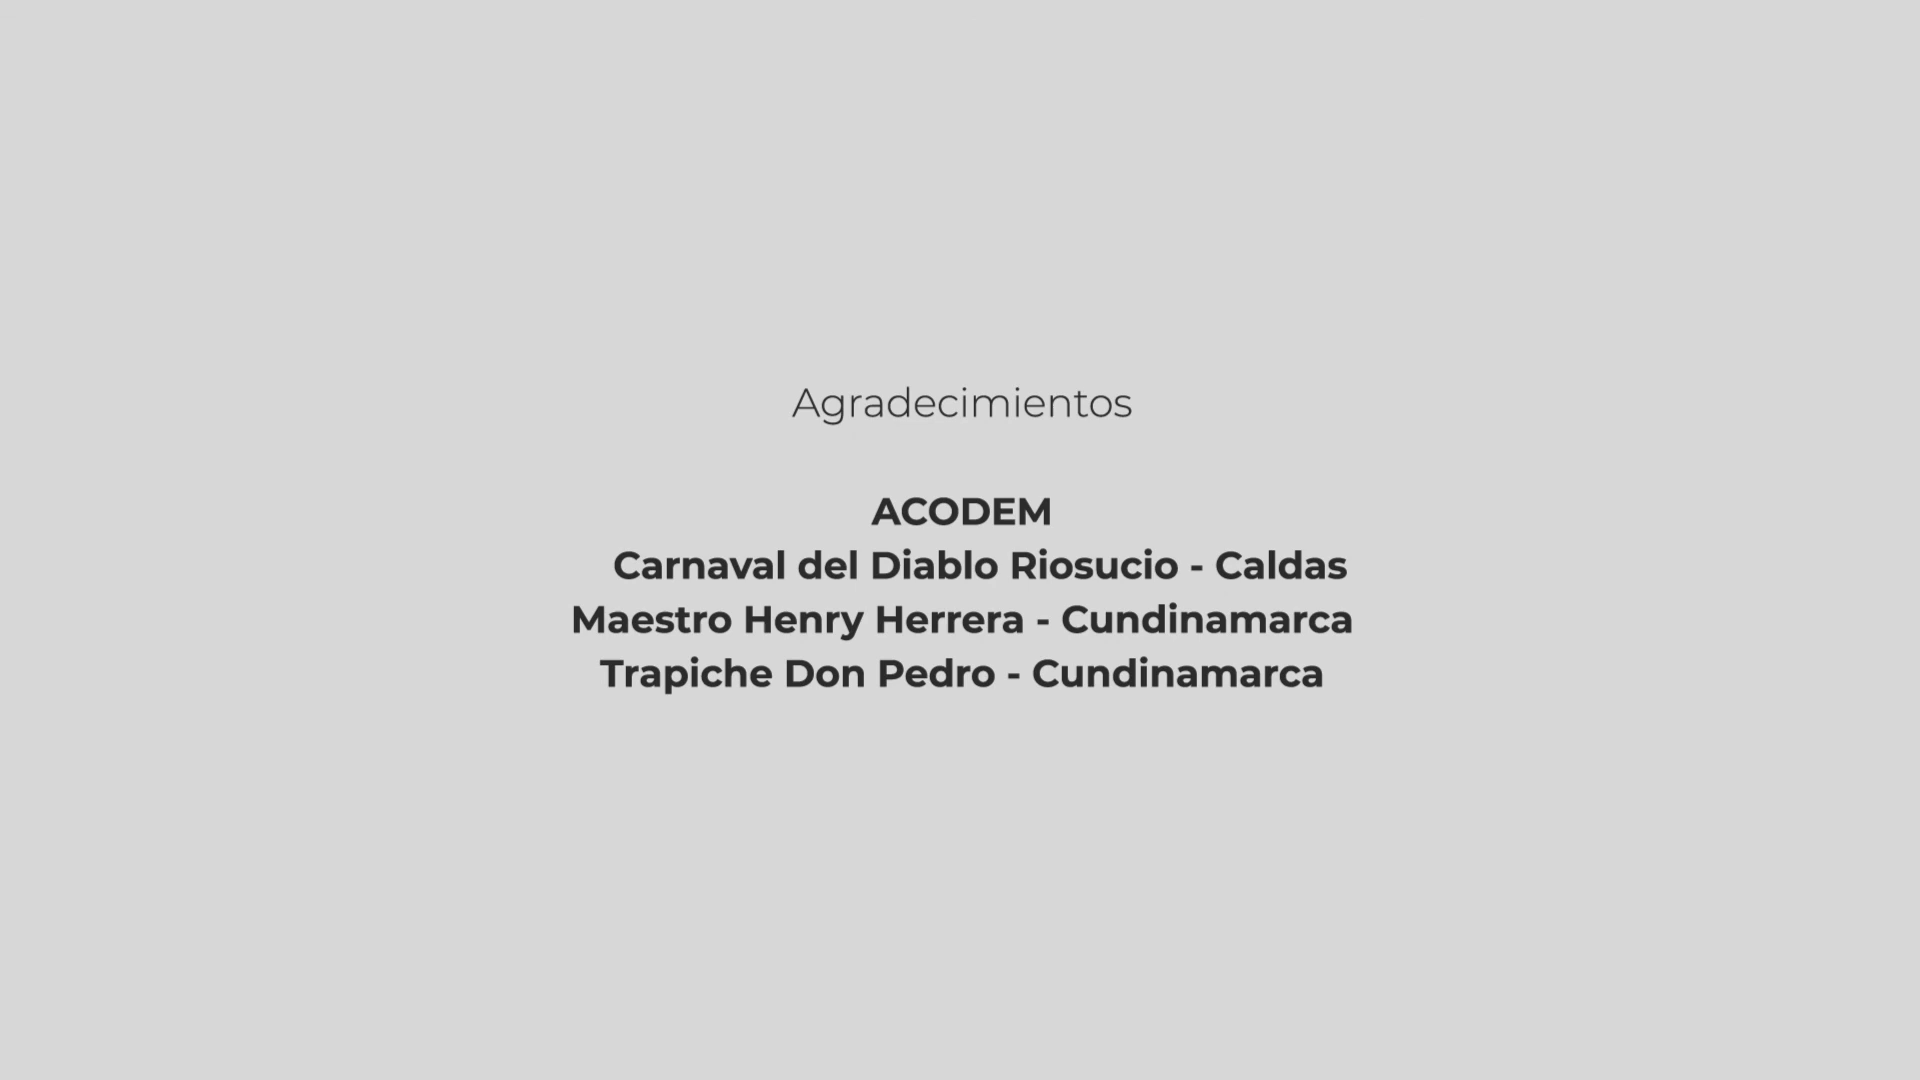 Agradecimientos
ACODEM
Carnaval del Diablo Riosucio - Caldas
Maestro Henry Herrera - Cundinamarca
Trapiche Don Pedro - Cundinamarca